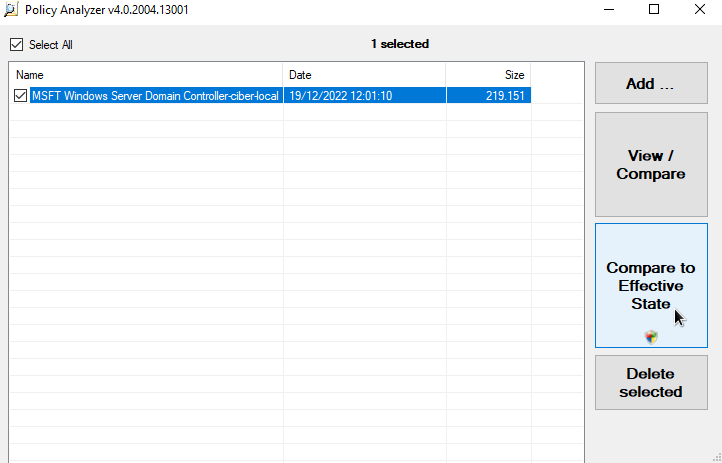 Policy Analyzer v4.0.2004.13001
Select All
1 selected
Name Date Size
MSFT Windows Server Domain Controller-ciber-local 19/12/2022 12:01:10 219.151
Add ...
View /
Compare
Compare to
Effective
State
Delete
selected